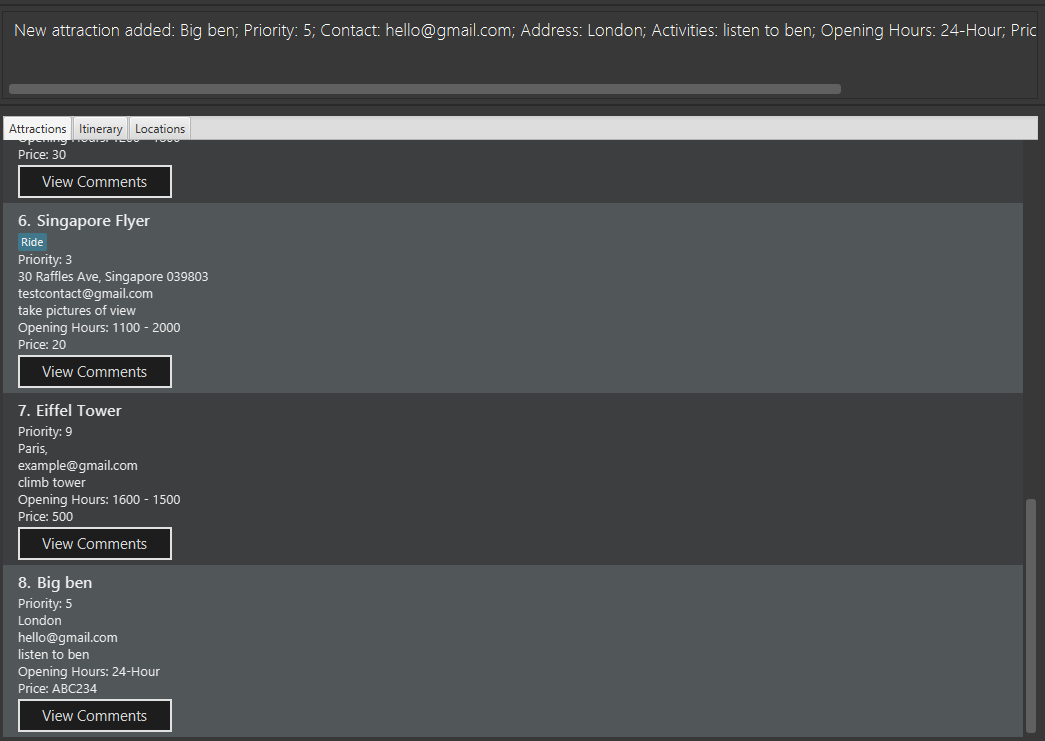 New attraction added: Big ben; Priority: 5; Contact: hello@gmail.com; Address: London; Activities: listen to ben; Opening Hours: 24-Hour; Pric
Attractions Itinerary Locations
Opening Hours: 1200 - 1800
Price: 30
View Comments
6. Singapore Flyer
Ride
Priority: 3
30 Raffles Ave, Singapore 039803
testcontact@gmail.com
take pictures of view
Opening Hours: 1100 - 2000
Price: 20
View Comments
7. Eiffel Tower
Priority: 9
Paris,
example@gmail.com
climb tower
Opening Hours: 1600 - 1500
Price: 500
View Comments
8. Big ben
Priority: 5
London
hello@gmail.com
listen to ben
Opening Hours: 24-Hour
Price: ABC234
View Comments